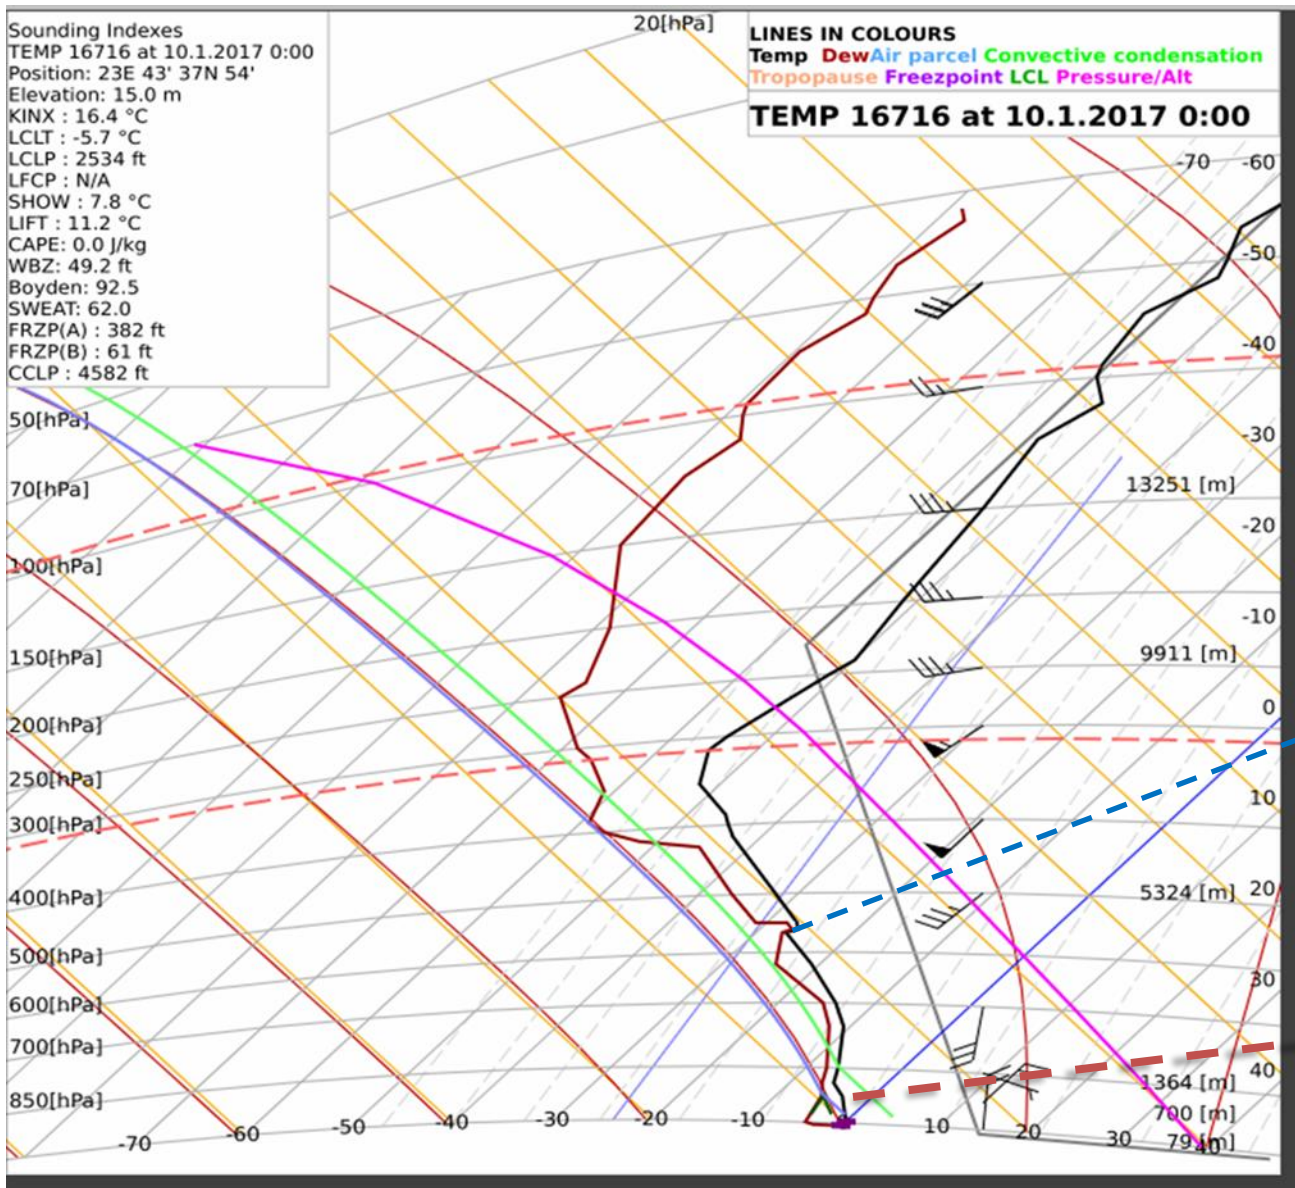 Sounding Indexes
TEMP 16716 at 10.1.2017 0:00
Position: 23E 43' 37N 54'
Elevation: 15.0 m
KINX : 16.4 °C
LCLT : -5.7 °C
LCLP : 2534 ft
LFCP : N/A
SHOW : 7.8 °C
LIFT : 11.2 °C
CAPE: 0.0 J/kg
WBZ: 49.2 ft
Boyden: 92.5
SWEAT: 62.0
FRZP(A) : 382 ft
FRZP(B) : 61 ft
CCLP : 4582 ft
20[hPa]
LINES IN COLOURS
Temp DewAir parcel Convective condensation
Tropopause Freezpoint LCL Pressure/Alt
TEMP 16716 at 10.1.2017 0:00
-70 -60
-50
-40
50[hPa]
-30
70[hPa]
13251 [m]
-20
100[hPa]
-10
150[hPa]
9911 [m]
0
200[hPa]
250[hPa]
10
300[hPa]
400[hPa]
5324 [m] 20
500[hPa]
30
600[hPa]
700[hPa]
40
1364 [m]
850[hPa]
700 [m]
-70 -60 -50 -40 -30 -20 -10 10 20 30 40
79 [m]